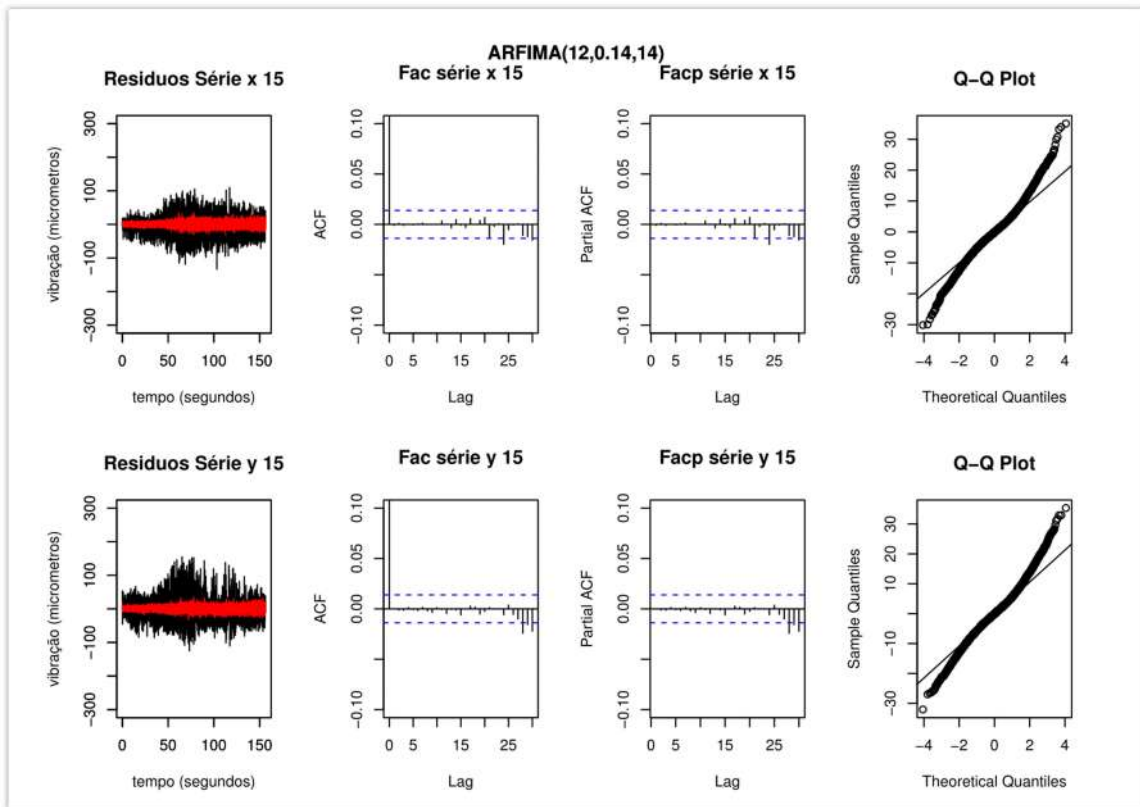 ARFIMA(12,0.14,14)
Residuos Série x 15
Fac série x 15
Facp série x 15
Q−Q Plot
vibração (micrometros)
300
100
−100
−300
0 50 100 150
tempo (segundos)
ACF
0.10
0.05
0.00
−0.10
0 5 15 25
Lag
Partial ACF
0.10
0.05
0.00
−0.10
0 5 15 25
Lag
Sample Quantiles
30
20
10
0
−10
−30
−4 −2 0 2 4
Theoretical Quantiles
Residuos Série y 15
Fac série y 15
Facp série y 15
Q−Q Plot
vibração (micrometros)
300
100
−100
−300
0 50 100 150
tempo (segundos)
ACF
0.10
0.05
0.00
−0.10
0 5 15 25
Lag
Partial ACF
0.10
0.05
0.00
−0.10
0 5 15 25
Lag
Sample Quantiles
30
20
10
0
−10
−30
−4 −2 0 2 4
Theoretical Quantiles